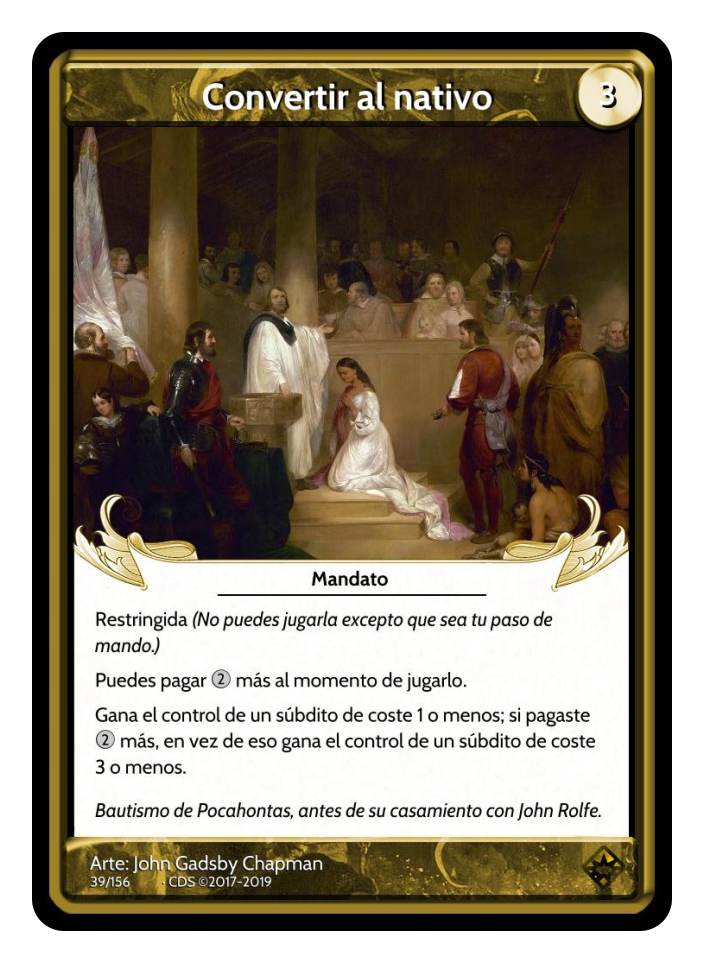 Convertir al nativo
3
Mandato
Restringida (No puedes jugarla excepto que sea tu paso de
mando.)
Puedes pagar 2 más al momento de jugarlo.
Gana el control de un súbdito de coste 1 o menos; si pagaste
2 más, en vez de eso gana el control de un súbdito de coste
3 o menos.
Bautismo de Pocahontas, antes de su casamiento con John Rolfe.
Arte: John Gadsby Chapman
39/156 · CDS ©2017-2019